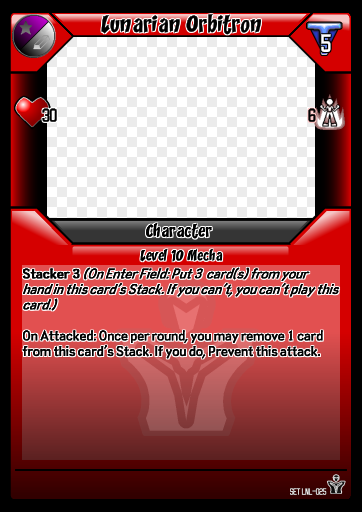 Lunarian Orbitron
5
30
6
Character
Level 10 Mecha
Stacker 3 (On Enter Field: Put 3 card(s) from your
hand in this card's Stack. If you can't, you can't play this
card.)
On Attacked: Once per round, you may remove 1 card
from this card's Stack. If you do, Prevent this attack.
SET LNL-025